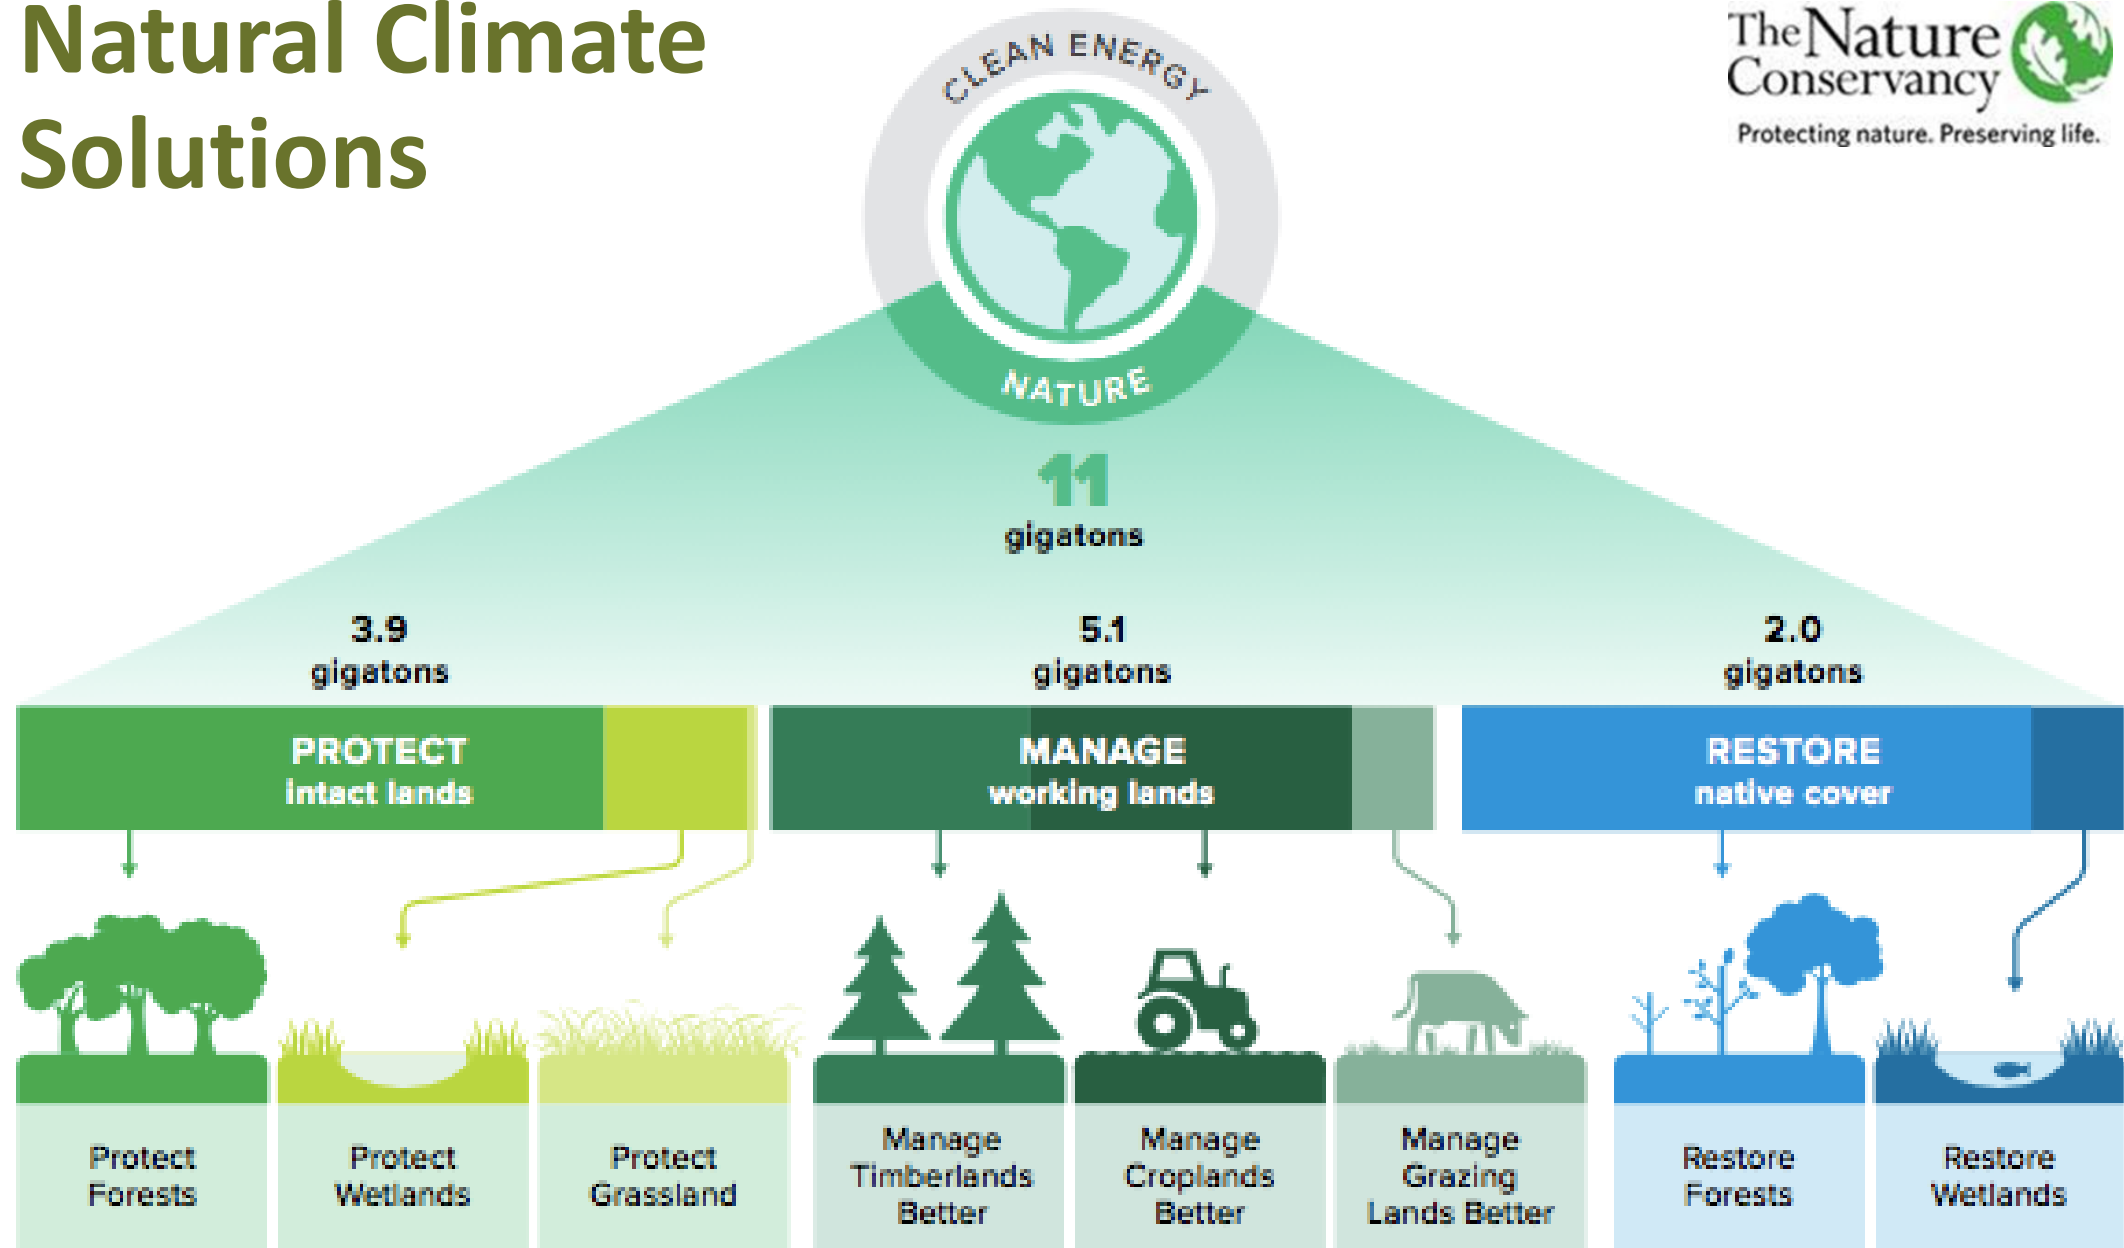 Natural Climate
Solutions
The Nature
Conservancy
Protecting nature. Preserving life.
CLEAN ENERGY
NATURE
11
gigatons
3.9
gigatons
5.1
gigatons
2.0
gigatons
PROTECT
intact lands
MANAGE
working lands
RESTORE
native cover
Protect
Forests
Protect
Wetlands
Protect
Grassland
Manage
Timberlands
Better
Manage
Croplands
Better
Manage
Grazing
Lands Better
Restore
Forests
Restore
Wetlands